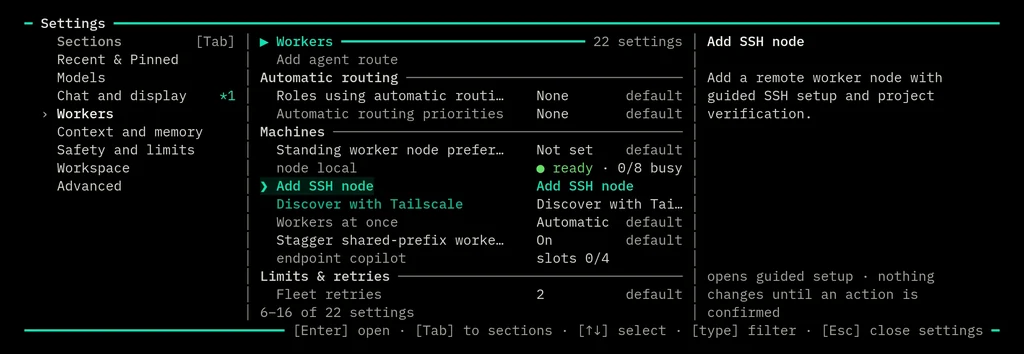 Settings
Sections [Tab]
Recent & Pinned
Models
Chat and display *1
› Workers
Context and memory
Safety and limits
Workspace
Advanced
▶ Workers 22 settings
Add agent route
Automatic routing
Roles using automatic routi… None default
Automatic routing priorities None default
Machines
Standing worker node prefer… Not set default
node local ● ready · 0/8 busy
❯ Add SSH node Add SSH node
Discover with Tailscale Discover with Tai…
Workers at once Automatic default
Stagger shared-prefix worke… On default
endpoint copilot slots 0/4
Limits & retries
Fleet retries 2 default
6–16 of 22 settings
Add SSH node
Add a remote worker node with
guided SSH setup and project
verification.
opens guided setup · nothing
changes until an action is
confirmed
[Enter] open · [Tab] to sections · [↑↓] select · [type] filter · [Esc] close settings